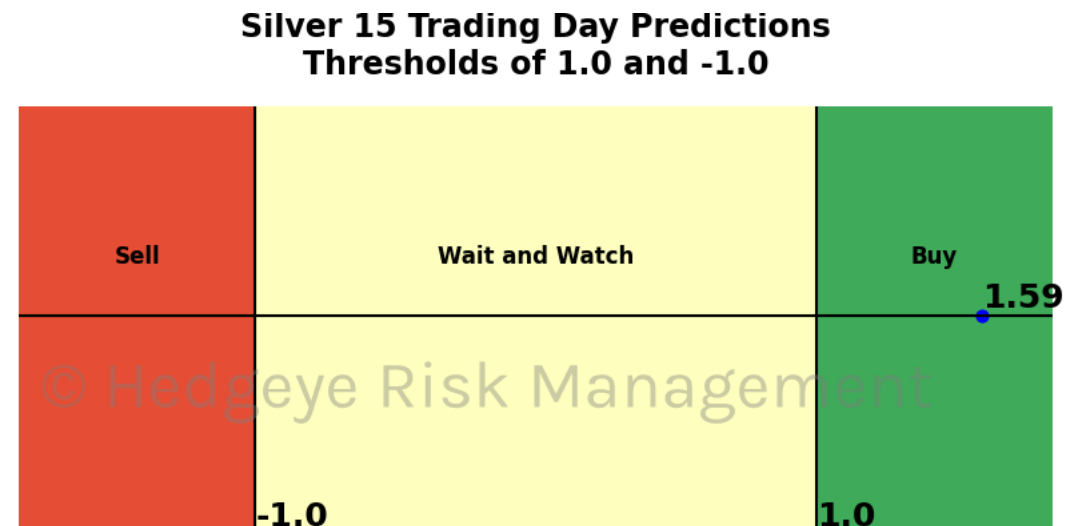 Silver 15 Trading Day Predictions
Thresholds of 1.0 and -1.0
Sell
Wait and Watch
Buy
1.59
© Hedgeye Risk Management
-1.0
1.0